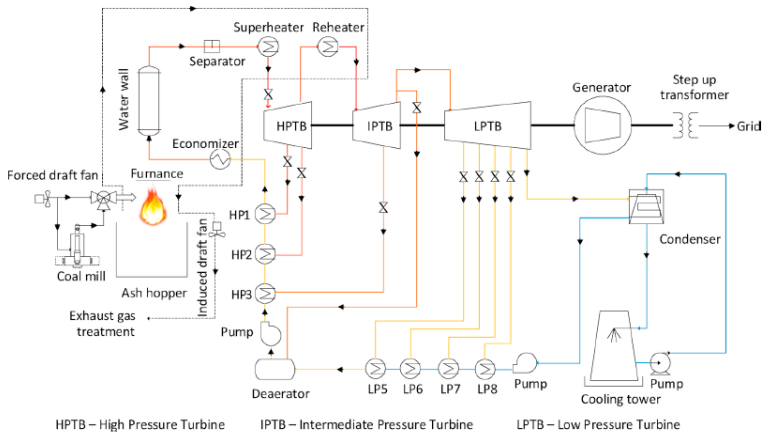 Superheater
Reheater
Separator
Water wall
Economizer
HPTB
IPTB
LPTB
Generator
Step up
transformer
Grid
Forced draft fan
Furnance
Coal mill
Ash hopper
Induced draft fan
Exhaust gas
treatment
HP1
HP2
HP3
Pump
Deaerator
LP5
LP6
LP7
LP8
Pump
Condenser
Cooling tower
Pump
HPTB – High Pressure Turbine
IPTB – Intermediate Pressure Turbine
LPTB – Low Pressure Turbine